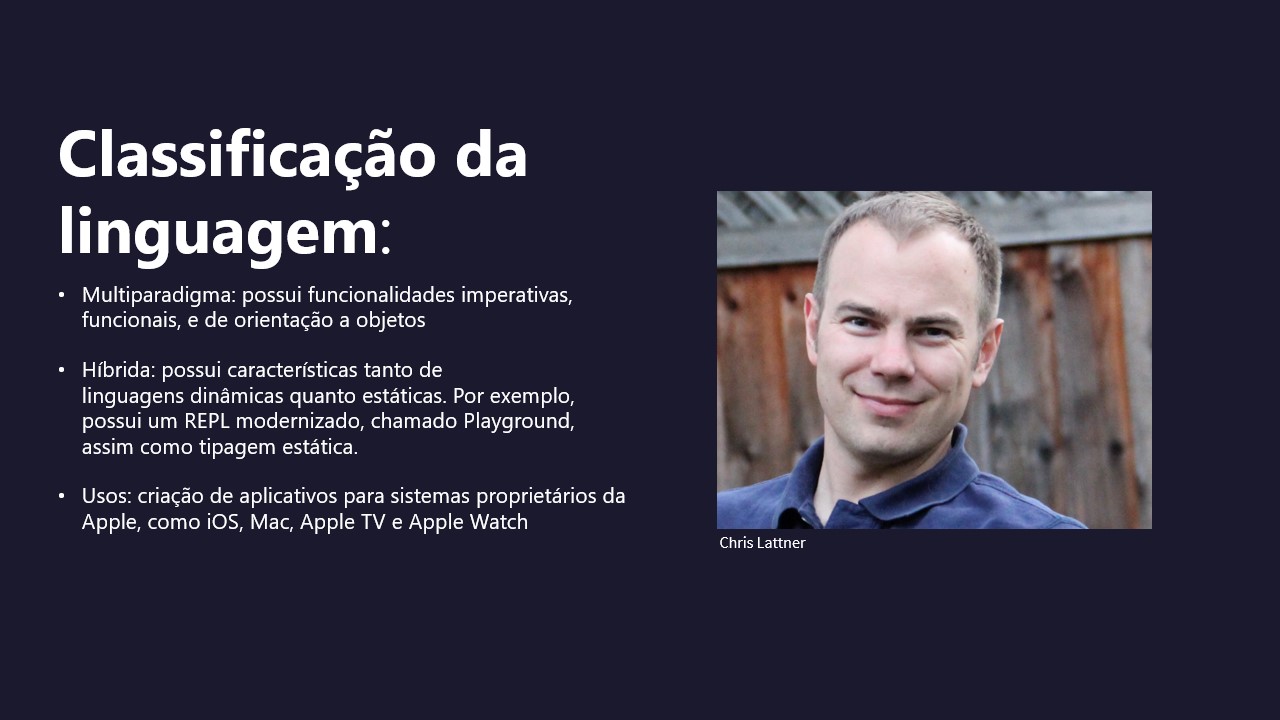 Classificação da
linguagem:
• Multiparadigma: possui funcionalidades imperativas,
funcionais, e de orientação a objetos
• Híbrida: possui características tanto de
linguagens dinâmicas quanto estáticas. Por exemplo,
possui um REPL modernizado, chamado Playground,
assim como tipagem estática.
• Usos: criação de aplicativos para sistemas proprietários da
Apple, como iOS, Mac, Apple TV e Apple Watch
Chris Lattner